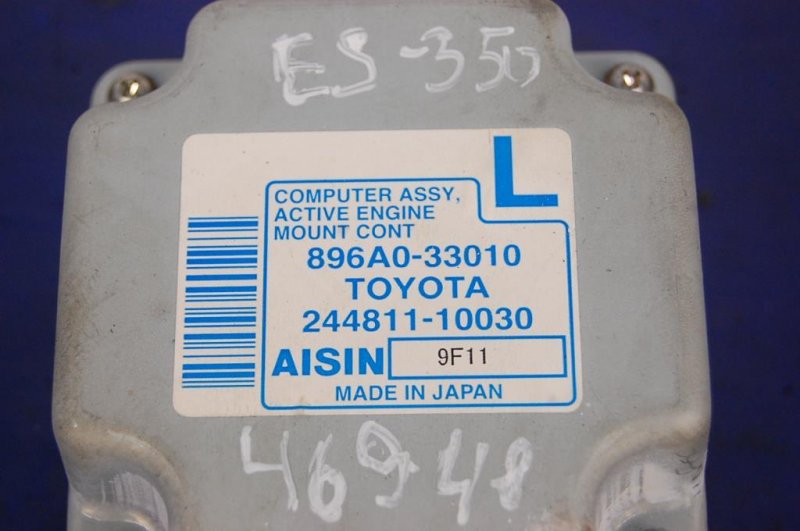 ES-350
L
COMPUTER ASSY,
ACTIVE ENGINE
MOUNT CONT
896A0-33010
TOYOTA
244811-10030
AISIN 9F11
MADE IN JAPAN
46948